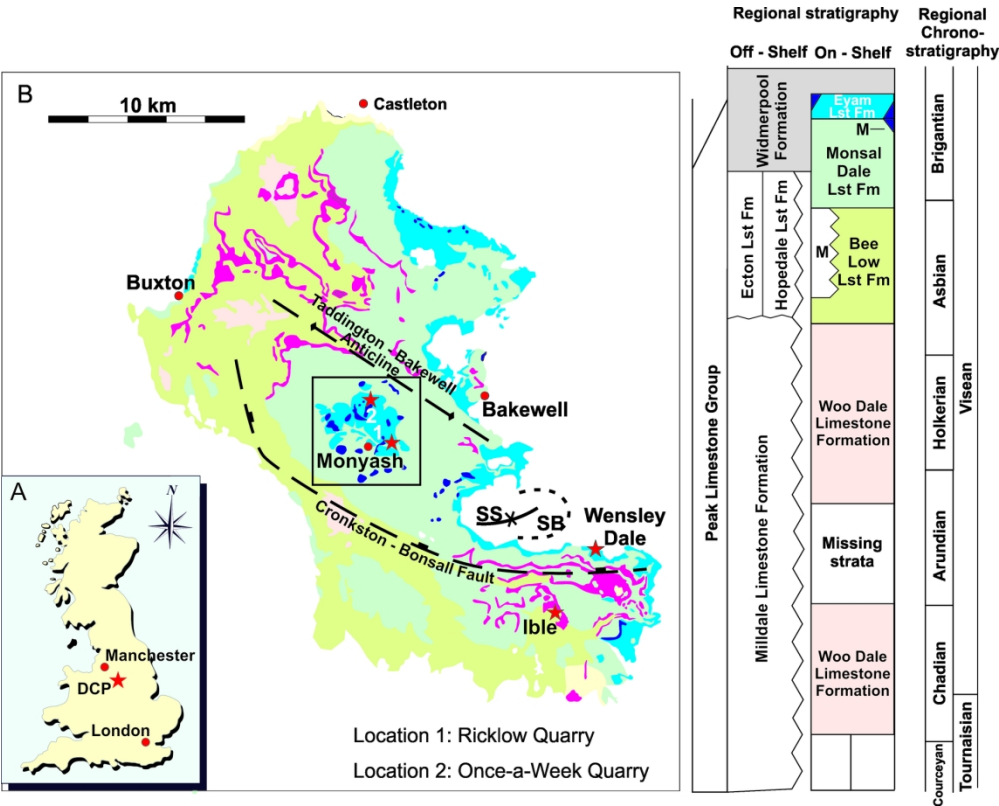 B
10 km
Castleton
Buxton
Taddington - Bakewell
Anticline
Bakewell
2
1
Monyash
Cronkston - Bonsall Fault
SS
SB
Wensley
Dale
Ible
Location 1: Ricklow Quarry
Location 2: Once-a-Week Quarry
A
N
Manchester
DCP
London
Regional stratigraphy
Off - Shelf
On - Shelf
Regional
Chrono-
stratigraphy
Peak Limestone Group
Widmerpool
Formation
Ecton Lst Fm
Hopedale Lst Fm
Milldale Limestone Formation
Eyam
Lst Fm
M
Monsal
Dale
Lst Fm
M
Bee
Low
Lst Fm
Woo Dale
Limestone
Formation
Missing
strata
Woo Dale
Limestone
Formation
Brigantian
Asbian
Holkerian
Arundian
Chadian
Courceyan
Visean
Tournaisian